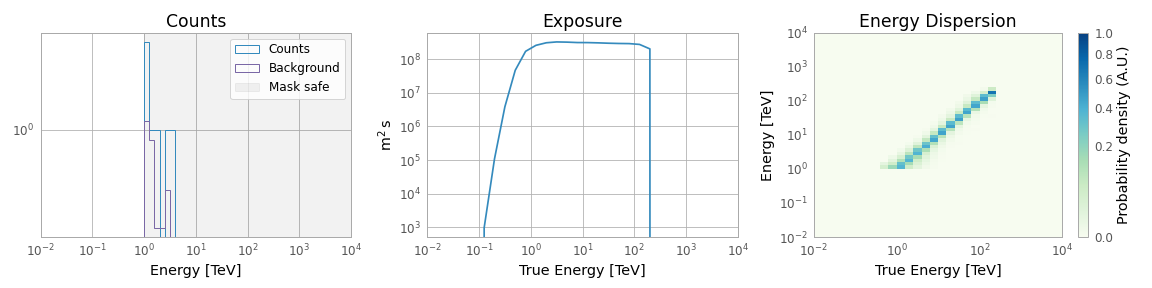 Counts
Counts
Background
Mask safe
10^0
10^-2 10^-1 10^0 10^1 10^2 10^3 10^4
Energy [TeV]
Exposure
m^2 s
10^8
10^7
10^6
10^5
10^4
10^3
10^-2 10^-1 10^0 10^1 10^2 10^3 10^4
True Energy [TeV]
Energy Dispersion
Energy [TeV]
10^4
10^3
10^2
10^1
10^0
10^-1
10^-2
10^-2 10^0 10^2 10^4
True Energy [TeV]
1.0
0.8
0.6
0.4
0.2
0.0
Probability density (A.U.)